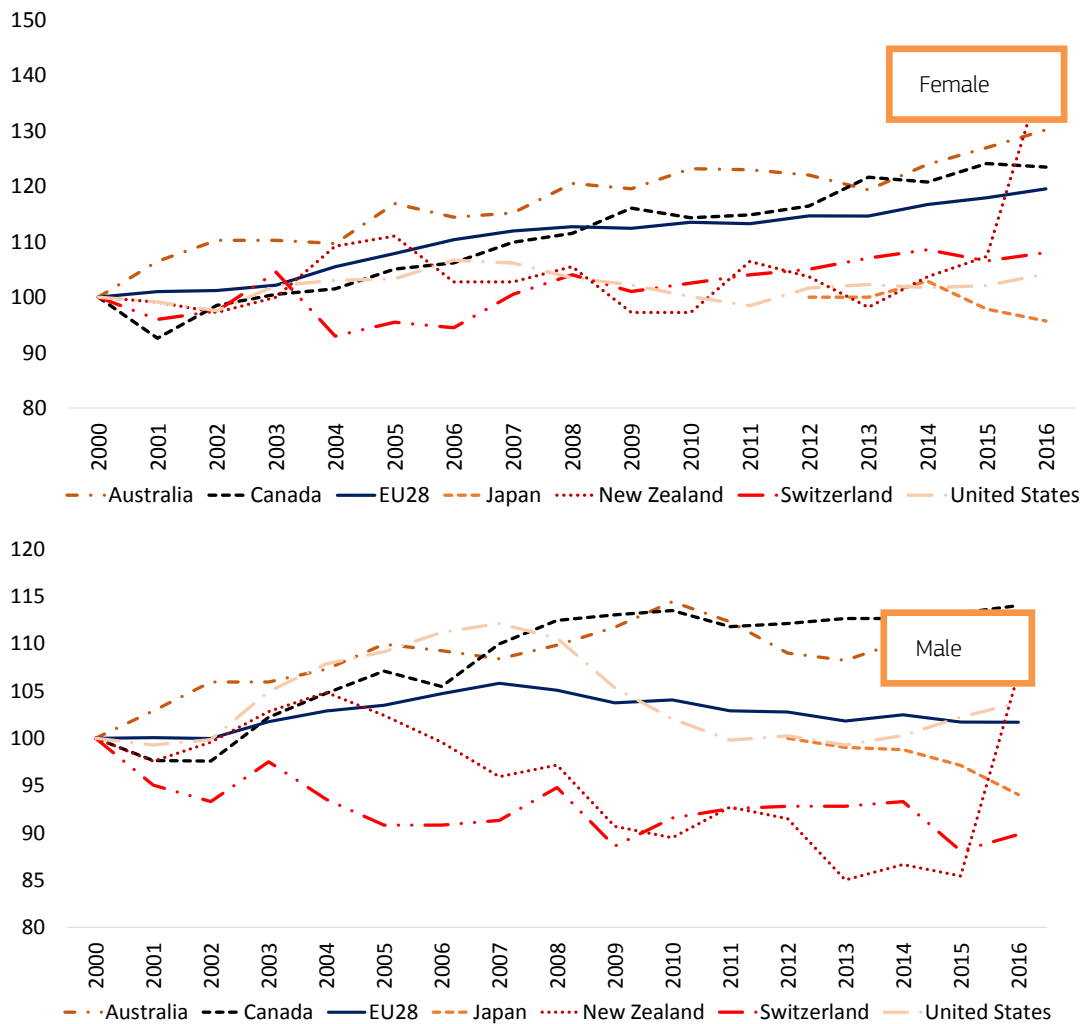 150
140
130
120
110
100
90
80
Female
2000 2001 2002 2003 2004 2005 2006 2007 2008 2009 2010 2011 2012 2013 2014 2015 2016
Australia Canada EU28 Japan New Zealand Switzerland United States
120
115
110
105
100
95
90
85
80
Male
2000 2001 2002 2003 2004 2005 2006 2007 2008 2009 2010 2011 2012 2013 2014 2015 2016
Australia Canada EU28 Japan New Zealand Switzerland United States